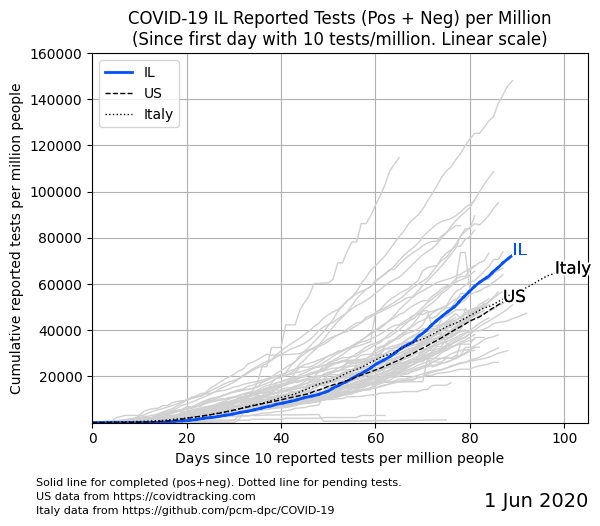 COVID-19 IL Reported Tests (Pos + Neg) per Million
(Since first day with 10 tests/million. Linear scale)
160000
140000
120000
100000
80000
60000
40000
20000
Cumulative reported tests per million people
IL
US
Italy
IL
Italy
US
0
20
40
60
80
100
Days since 10 reported tests per million people
Solid line for completed (pos+neg). Dotted line for pending tests.
US data from https://covidtracking.com
Italy data from https://github.com/pcm-dpc/COVID-19
1 Jun 2020